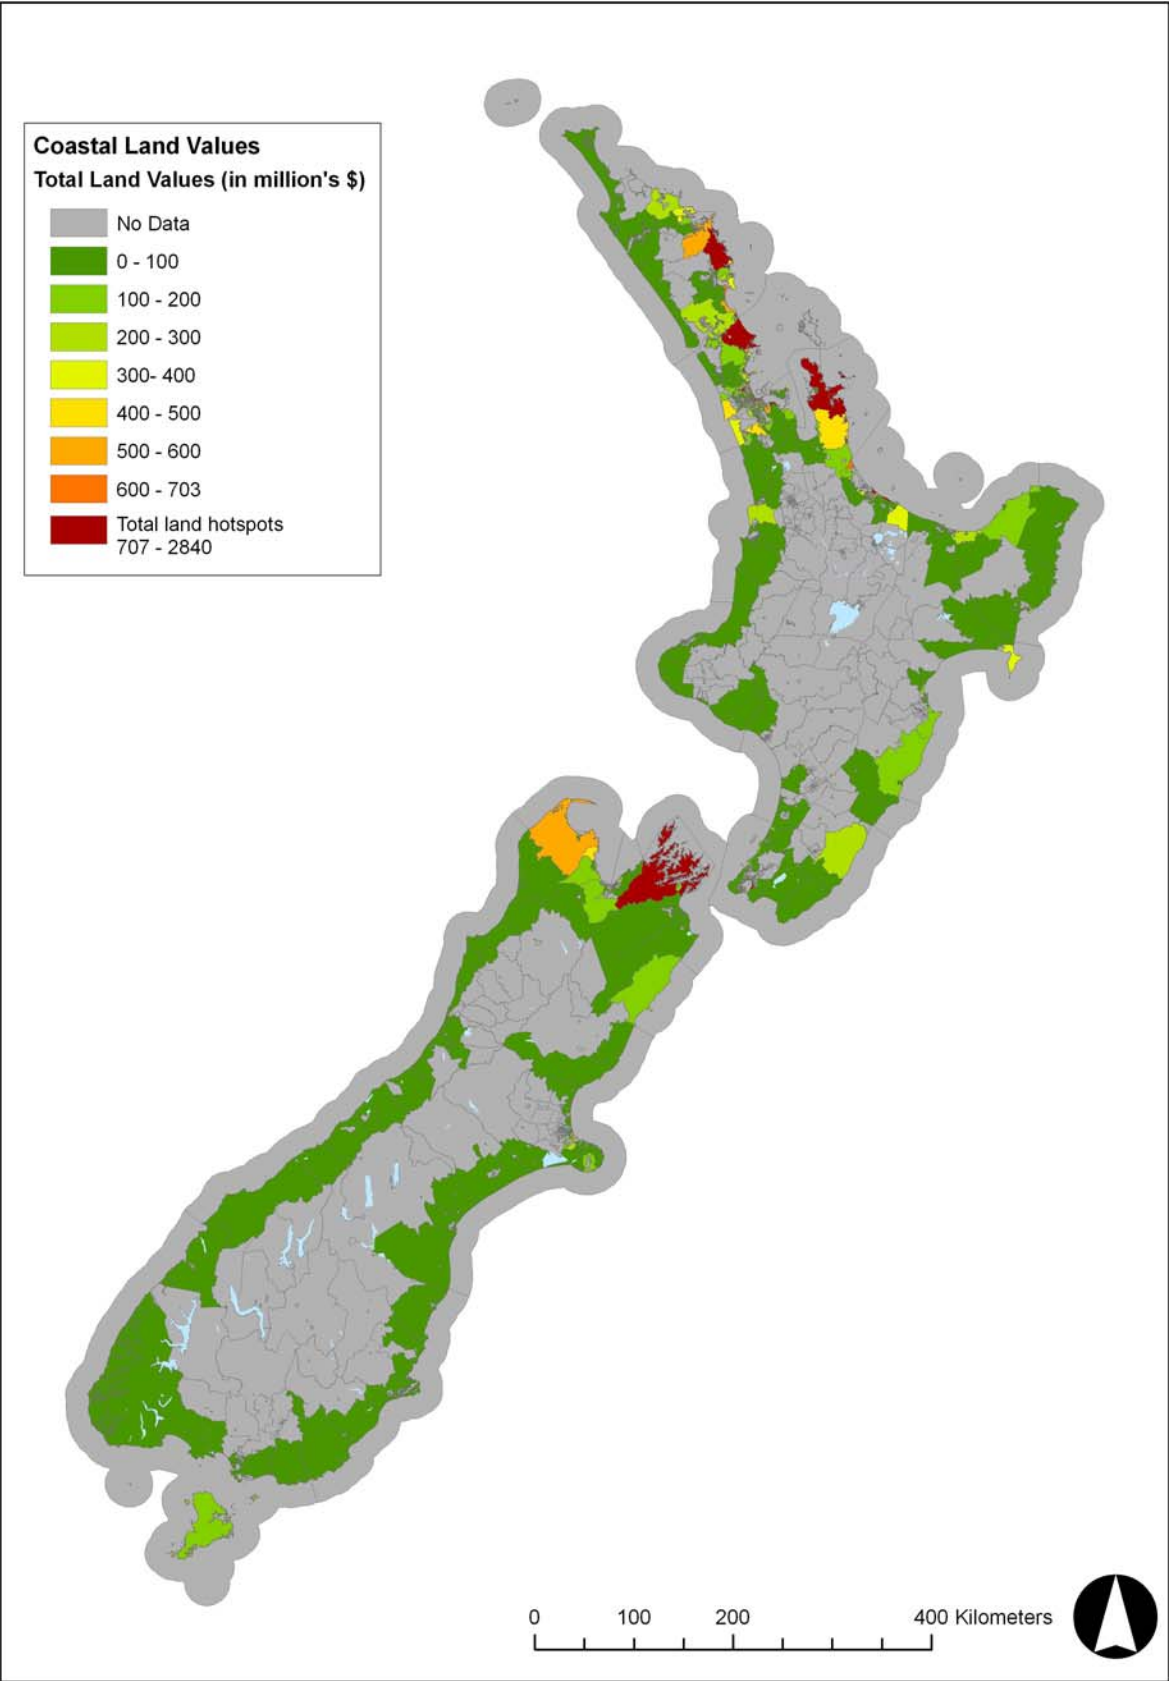 Coastal Land Values
Total Land Values (in million's $)
No Data
0 - 100
100 - 200
200 - 300
300- 400
400 - 500
500 - 600
600 - 703
Total land hotspots
707 - 2840
0 100 200 400 Kilometers